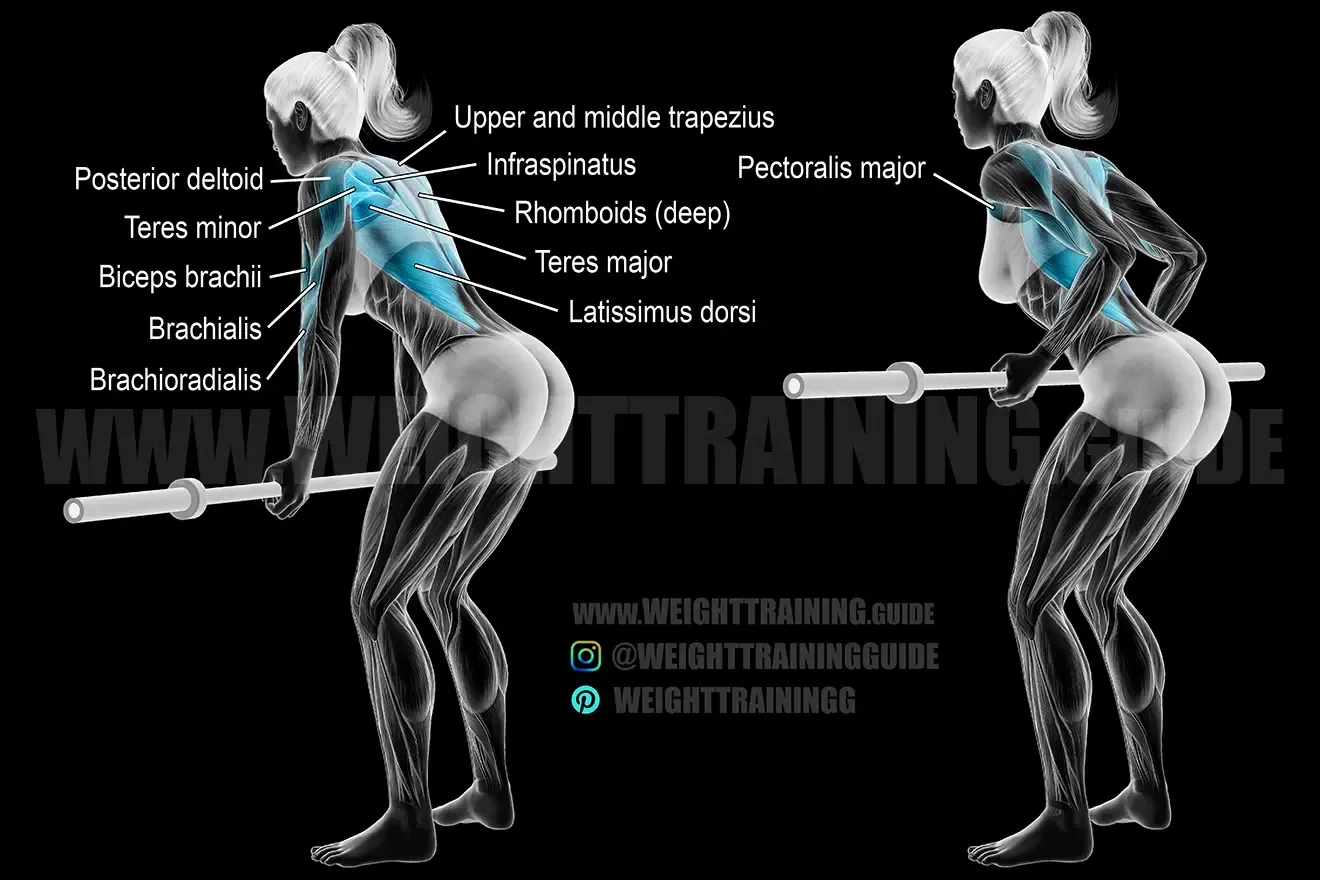 Upper and middle trapezius
Infraspinatus
Posterior deltoid
Pectoralis major
Rhomboids (deep)
Teres minor
Teres major
Biceps brachii
Latissimus dorsi
Brachialis
Brachioradialis
WWW.WEIGHTTRAINING.GUIDE
WWW.WEIGHTTRAINING.GUIDE
@WEIGHTTRAININGGUIDE
WEIGHTTRAININGG